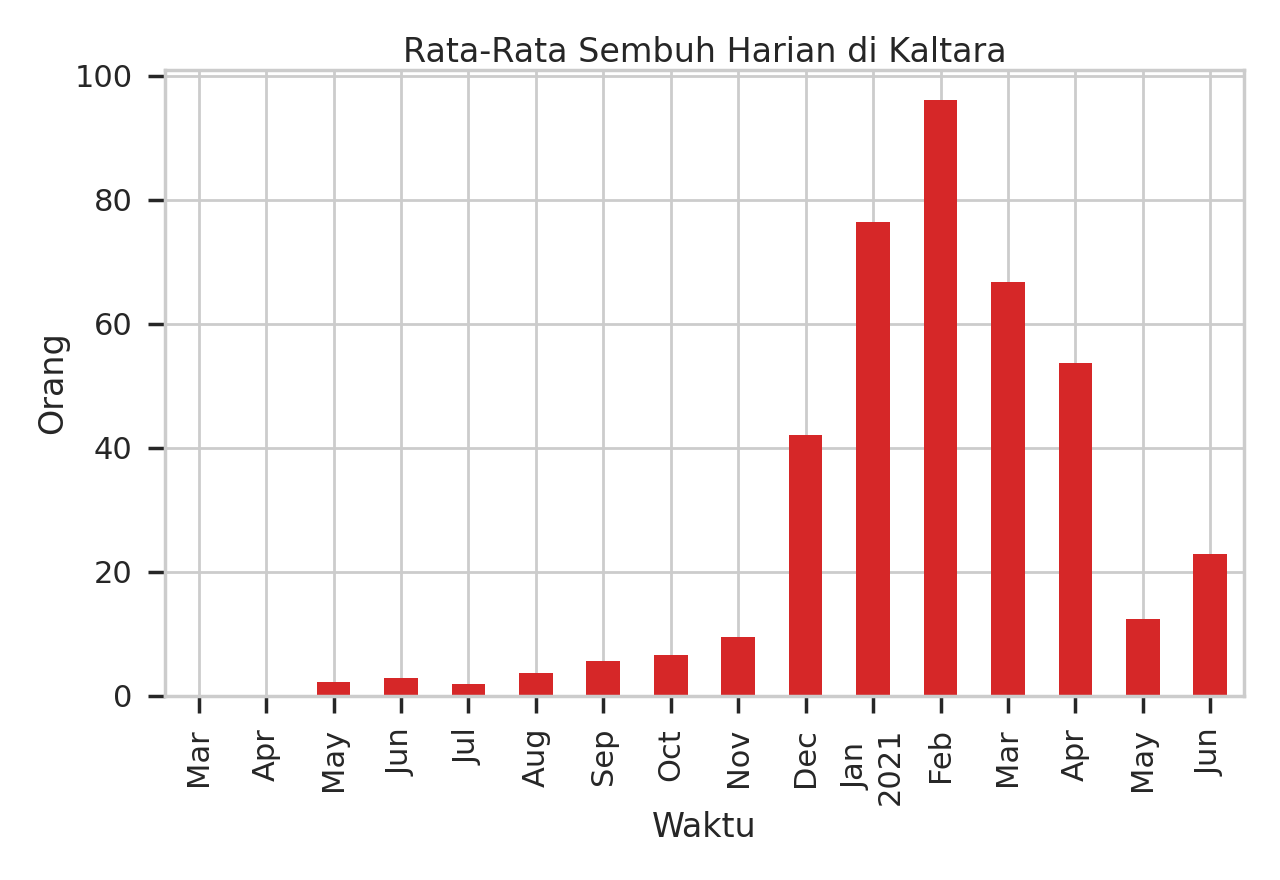 Rata-Rata Sembuh Harian di Kaltara
100
80
60
40
20
0
Orang
Mar
Apr
May
Jun
Jul
Aug
Sep
Oct
Nov
Dec
Jan
2021
Feb
Mar
Apr
May
Jun
Waktu